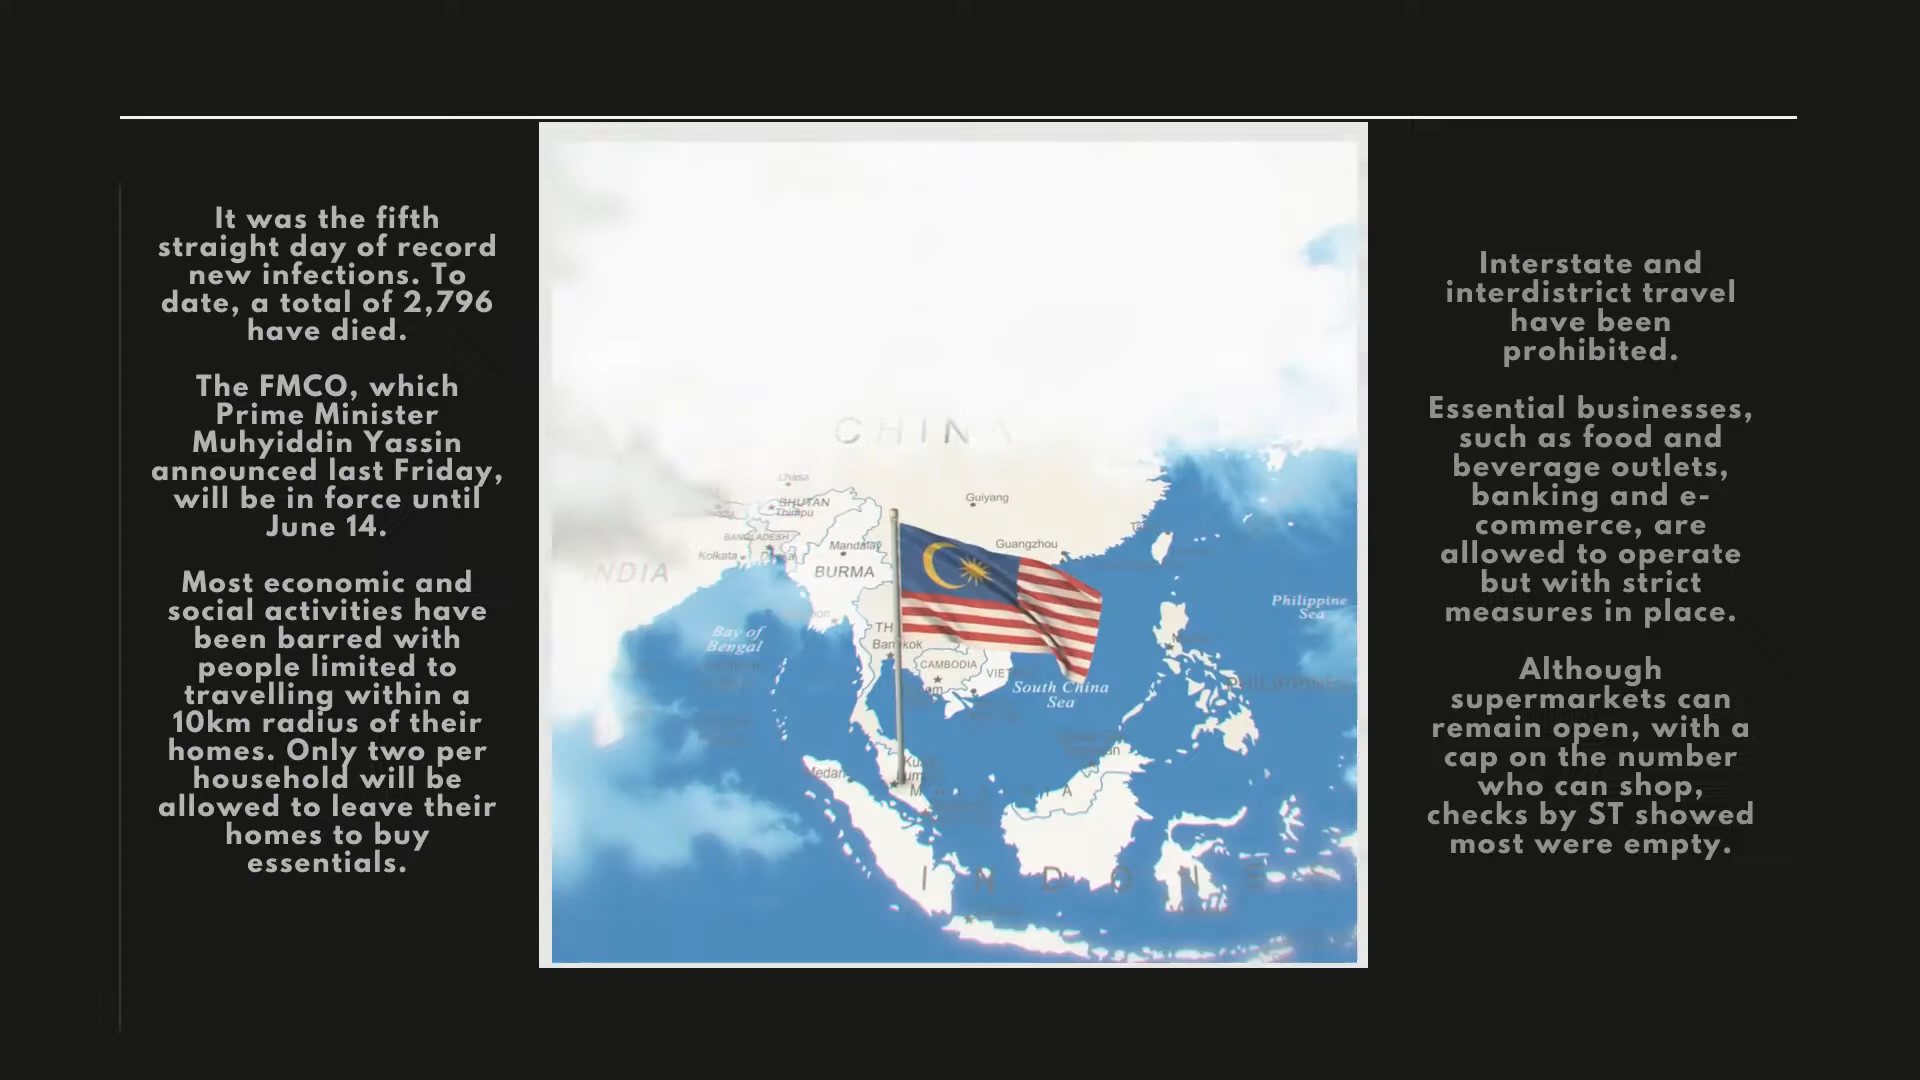 It was the fifth
straight day of record
new infections. To
date, a total of 2,796
have died.
The FMCO, which
Prime Minister
Muhyiddin Yassin
announced last Friday,
will be in force until
June 14.
Most economic and
social activities have
been barred with
people limited to
travelling within a
10km radius of their
homes. Only two per
household will be
allowed to leave their
homes to buy
essentials.
CHINA
Lhasa
BHUTAN
Thimpu
Guiyang
BANGLADESH
Kolkata
Mandalay
Guangzhou
INDIA
BURMA
Philippine
Sea
Bay of
Bengal
CAMBODIA
South China
Sea
PHILIPPINES
Medan
Interstate and
interdistrict travel
have been
prohibited.
Essential businesses,
such as food and
beverage outlets,
banking and e-
commerce, are
allowed to operate
but with strict
measures in place.
Although
supermarkets can
remain open, with a
cap on the number
who can shop,
checks by ST showed
most were empty.